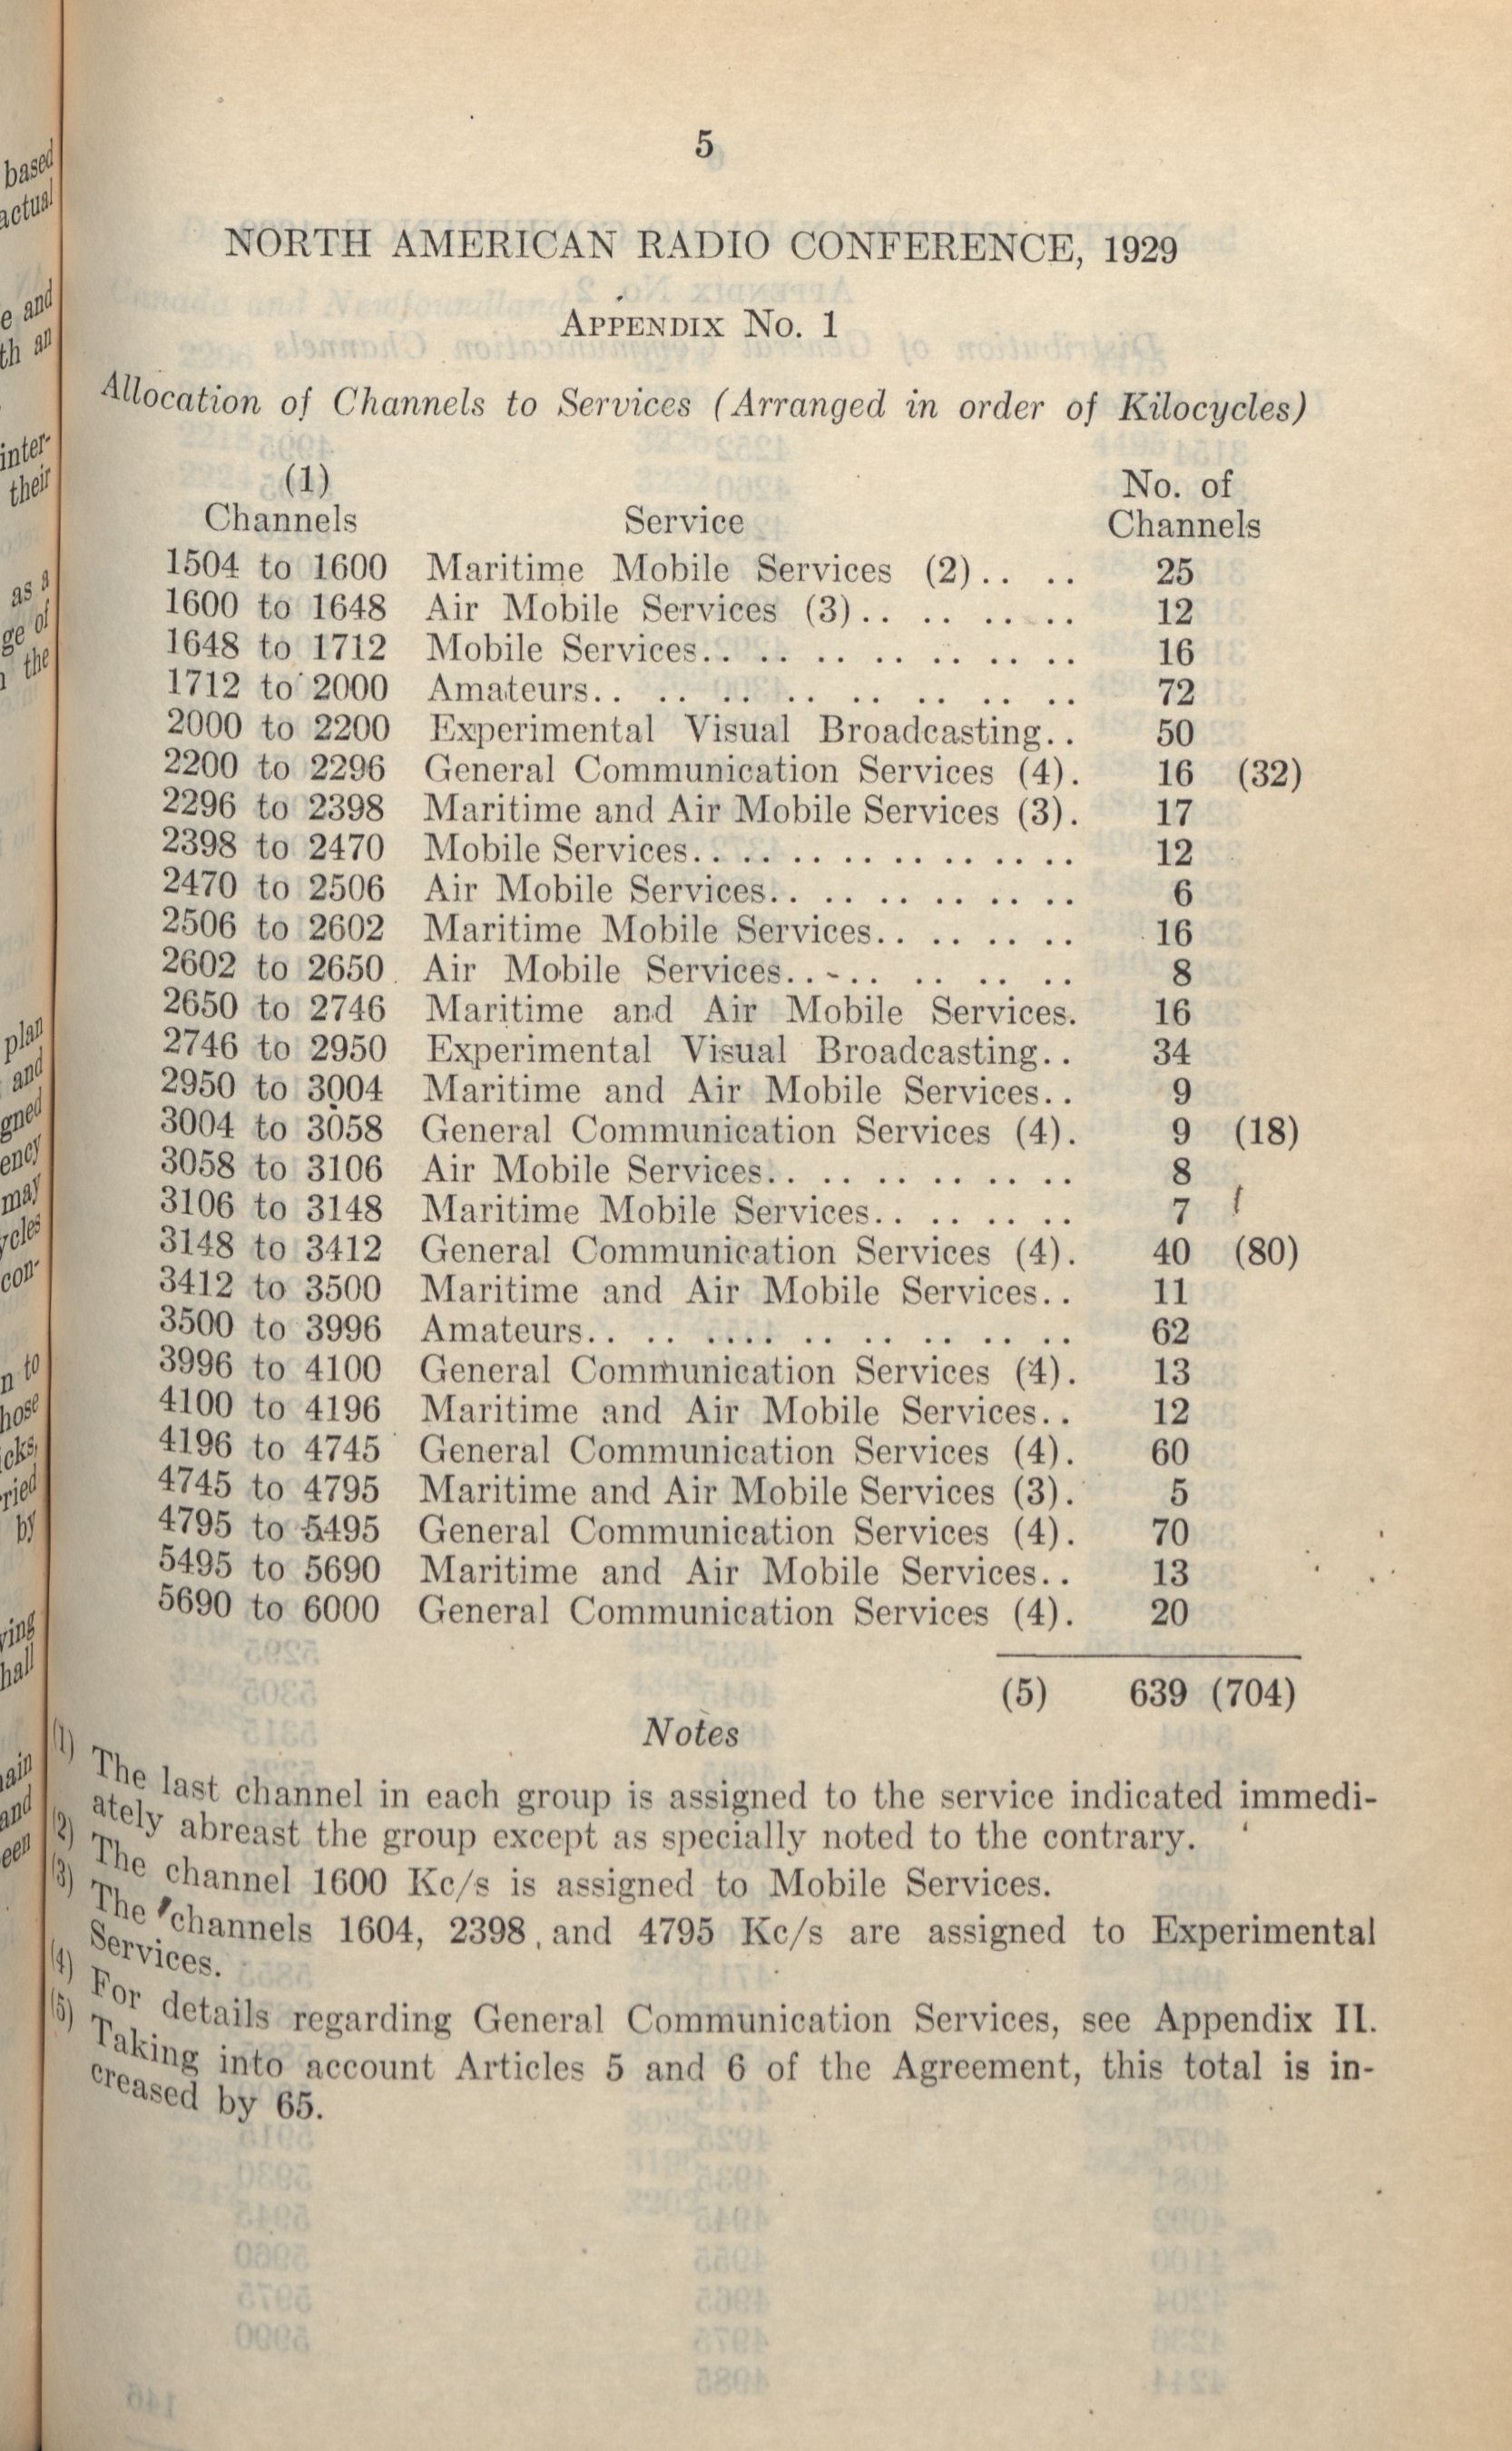 5
NORTH AMERICAN RADIO CONFERENCE, 1929
APPENDIX No. 1
Allocation of Channels to Services (Arranged in order of Kilocycles)
(1) No. of
Channels Service Channels
1504 to 1600 Maritime Mobile Services (2).. .. 25
1600 to 1648 Air Mobile Services (3).. .. .. .. 12
1648 to 1712 Mobile Services.. .. .. .. .. .. .. 16
1712 to 2000 Amateurs.. .. .. .. .. .. .. .. 72
2000 to 2200 Experimental Visual Broadcasting.. 50
2200 to 2296 General Communication Services (4). 16 (32)
2296 to 2398 Maritime and Air Mobile Services (3). 17
2398 to 2470 Mobile Services.. .. .. .. .. .. .. .. 12
2470 to 2506 Air Mobile Services.. .. .. .. .. .. 6
2506 to 2602 Maritime Mobile Services.. .. .. .. 16
2602 to 2650 Air Mobile Services.. .. .. .. .. 8
2650 to 2746 Maritime and Air Mobile Services. 16
2746 to 2950 Experimental Visual Broadcasting.. 34
2950 to 3004 Maritime and Air Mobile Services.. 9
3004 to 3058 General Communication Services (4). 9 (18)
3058 to 3106 Air Mobile Services.. .. .. .. .. .. 8
3106 to 3148 Maritime Mobile Services.. .. .. .. 7
3148 to 3412 General Communication Services (4). 40 (80)
3412 to 3500 Maritime and Air Mobile Services.. 11
3500 to 3996 Amateurs.. .. .... .. .. .. .. .. 62
3996 to 4100 General Communication Services (4). 13
4100 to 4196 Maritime and Air Mobile Services.. 12
4196 to 4745 General Communication Services (4). 60
4745 to 4795 Maritime and Air Mobile Services (3). 5
4795 to 5495 General Communication Services (4). 70
5495 to 5690 Maritime and Air Mobile Services.. 13
5690 to 6000 General Communication Services (4). 20
(5) 639 (704)
Notes
(1) The last channel in each group is assigned to the service indicated immedi-
ately abreast the group except as specially noted to the contrary.
(2) The channel 1600 Kc/s is assigned to Mobile Services.
(3) The channels 1604, 2398, and 4795 Kc/s are assigned to Experimental
Services.
(4) For details regarding General Communication Services, see Appendix II.
(5) Taking into account Articles 5 and 6 of the Agreement, this total is in-
creased by 65.